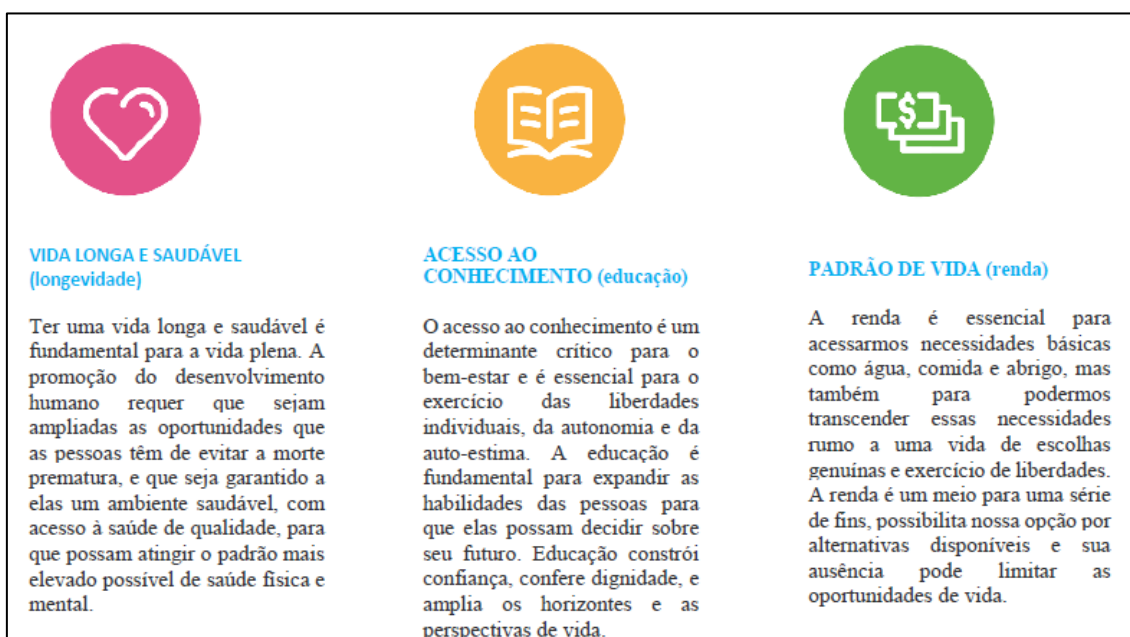 VIDA LONGA E SAUDÁVEL
(longevidade)
Ter uma vida longa e saudável é
fundamental para a vida plena. A
promoção do desenvolvimento
humano requer que sejam
ampliadas as oportunidades que
as pessoas têm de evitar a morte
prematura, e que seja garantido a
elas um ambiente saudável, com
acesso à saúde de qualidade, para
que possam atingir o padrão mais
elevado possível de saúde física e
mental.
ACESSO AO
CONHECIMENTO (educação)
O acesso ao conhecimento é um
determinante crítico para o
bem-estar e é essencial para o
exercício das liberdades
individuais, da autonomia e da
auto-estima. A educação é
fundamental para expandir as
habilidades das pessoas para
que elas possam decidir sobre
seu futuro. Educação constrói
confiança, confere dignidade, e
amplia os horizontes e as
perspectivas de vida.
$
PADRÃO DE VIDA (renda)
A renda é essencial para
acessarmos necessidades básicas
como água, comida e abrigo, mas
também para podermos
transcender essas necessidades
rumo a uma vida de escolhas
genuínas e exercício de liberdades.
A renda é um meio para uma série
de fins, possibilita nossa opção por
alternativas disponíveis e sua
ausência pode limitar as
oportunidades de vida.